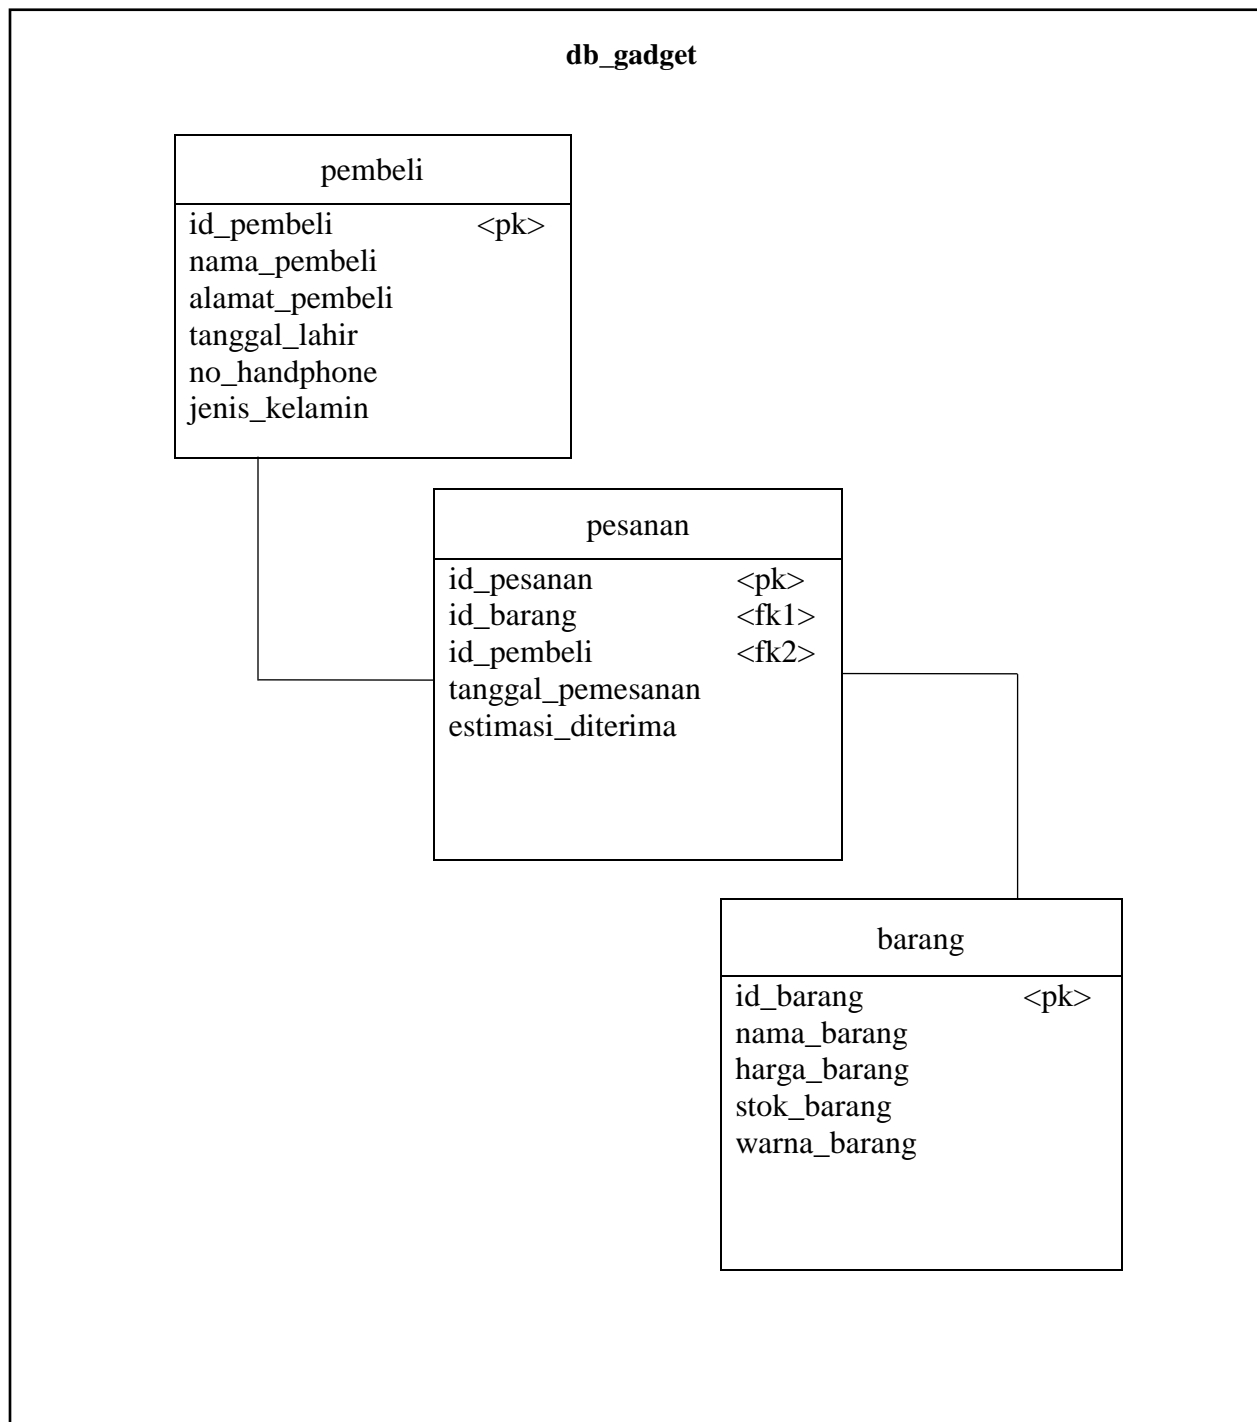 db_gadget
pembeli
id_pembeli <pk>
nama_pembeli
alamat_pembeli
tanggal_lahir
no_handphone
jenis_kelamin
pesanan
id_pesanan <pk>
id_barang <fk1>
id_pembeli <fk2>
tanggal_pemesanan
estimasi_diterima
barang
id_barang <pk>
nama_barang
harga_barang
stok_barang
warna_barang